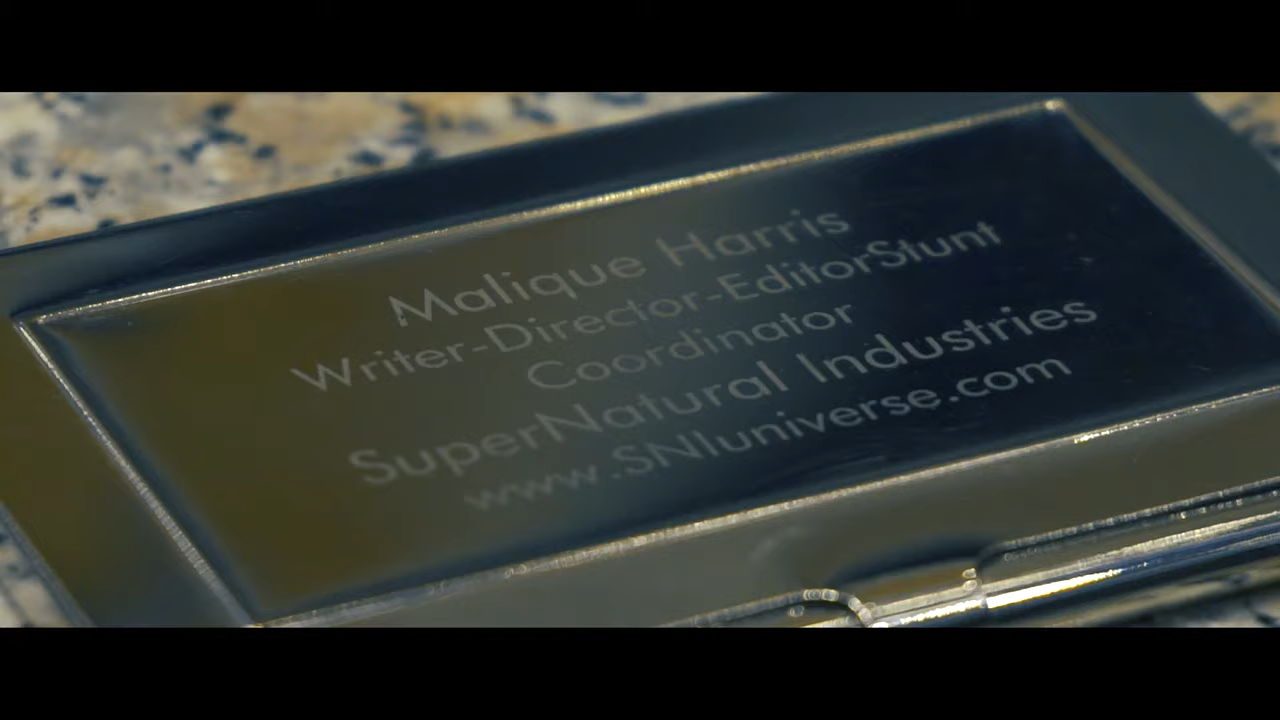 Malique Harris
Writer-Director-EditorStunt
Coordinator
SuperNatural Industries
www.SNIuniverse.com